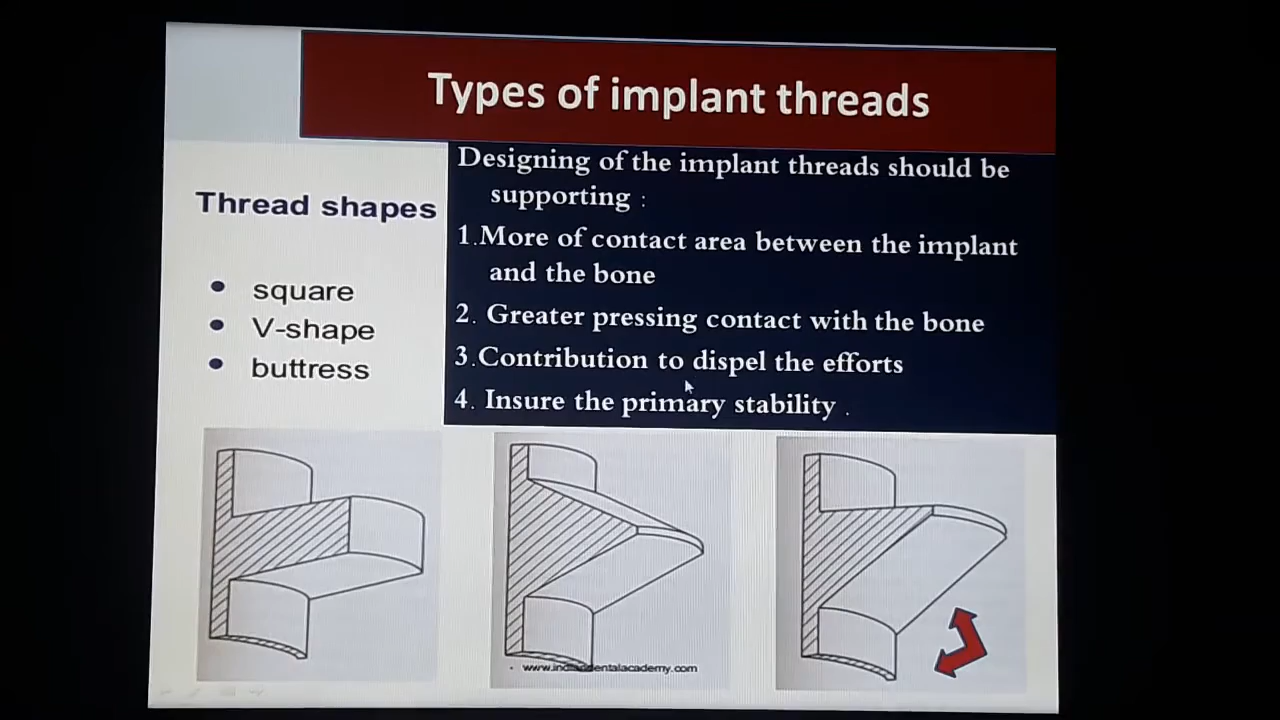 Types of implant threads
Thread shapes
square
V-shape
buttress
Designing of the implant threads should be
supporting :
1.More of contact area between the implant
and the bone
2. Greater pressing contact with the bone
3.Contribution to dispel the efforts
4. Insure the primary stability .
www.indiandentalacademy.com